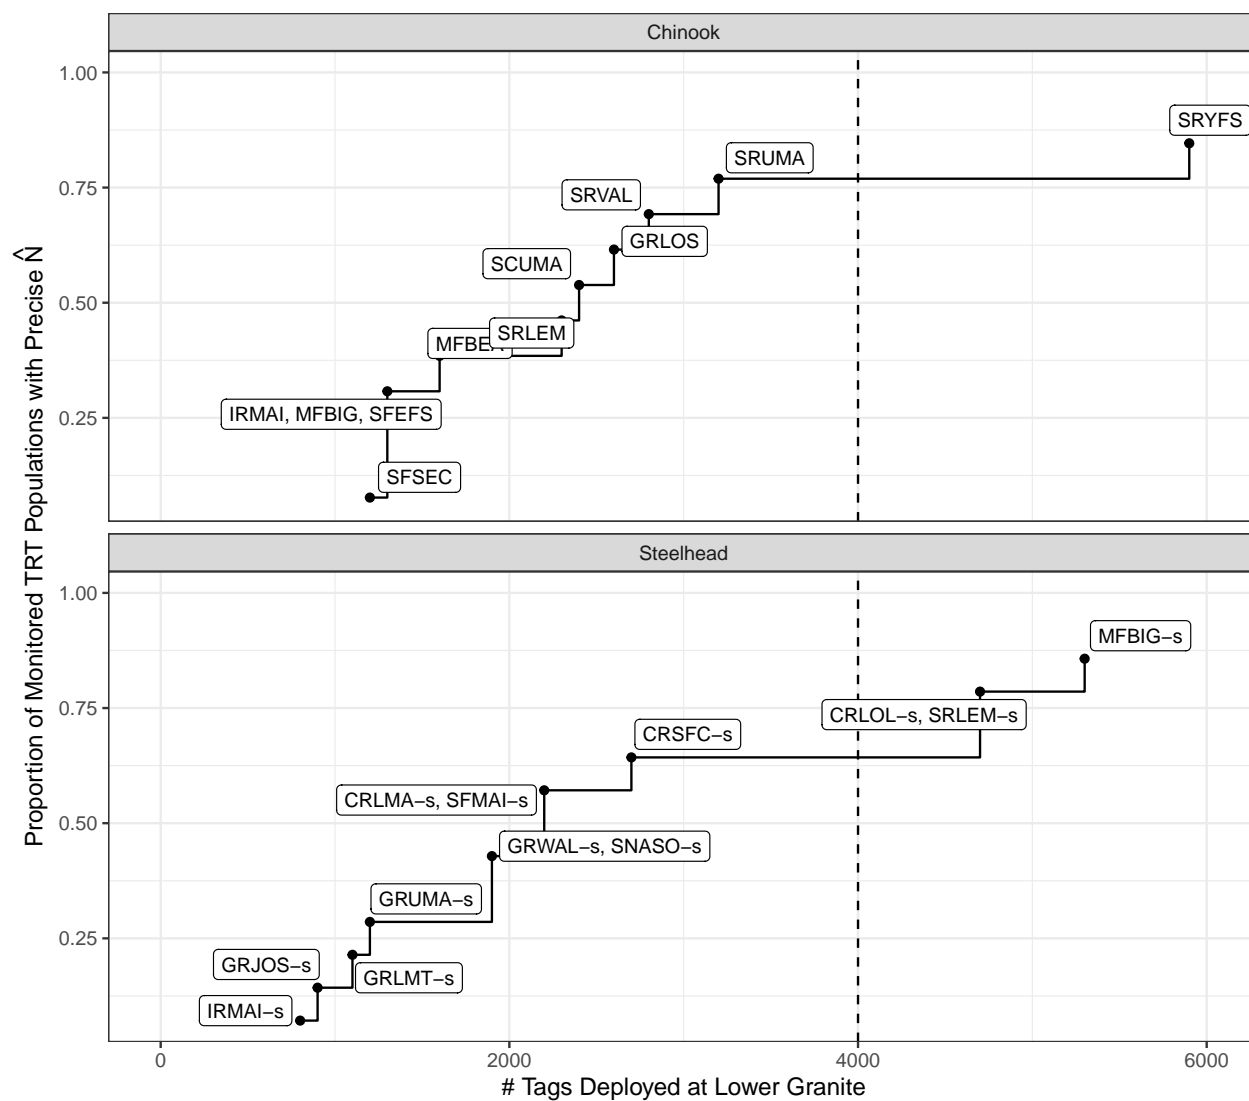 Chinook
1.00
0.75
0.50
0.25
SRYFS
SRUMA
SRVAL
GRLOS
SCUMA
SRLEM
IRMAI, MFBIG, SFEFS
SFSEC
Proportion of Monitored TRT Populations with Precise N̂
Steelhead
1.00
0.75
0.50
0.25
MFBIG−s
CRLOL−s, SRLEM−s
CRSFC−s
CRLMA−s, SFMAI−s
GRWAL−s, SNASO−s
GRUMA−s
GRJOS−s
GRLMT−s
IRMAI−s
0
2000
4000
6000
# Tags Deployed at Lower Granite